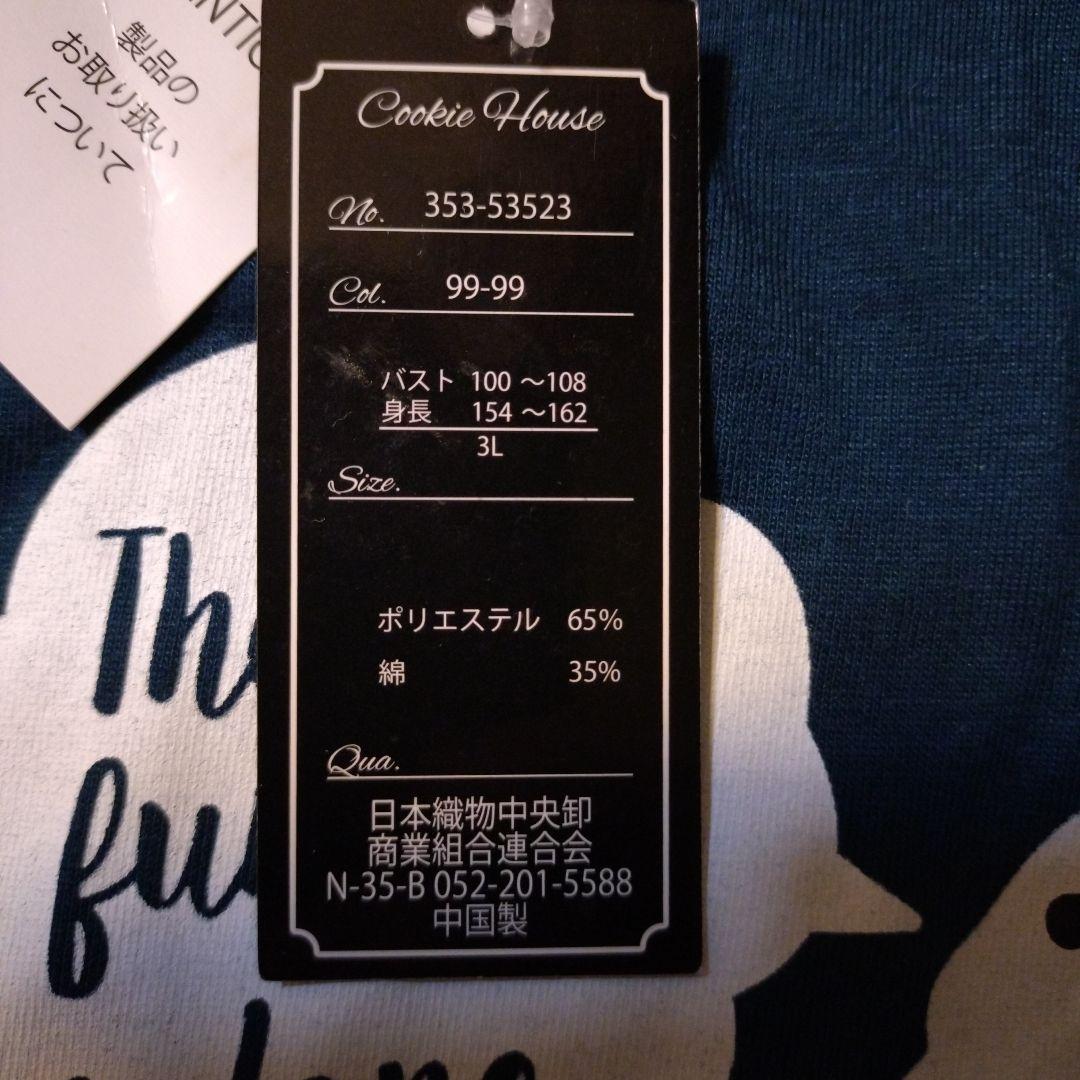 製品の
お取り扱い
について
Cookie House
No. 353-53523
Col. 99-99
バスト 100 〜108
身長 154 〜162
3L
Size.
ポリエステル 65%
綿 35%
Qua.
日本織物中央卸
商業組合連合会
N-35-B 052-201-5588
中国製